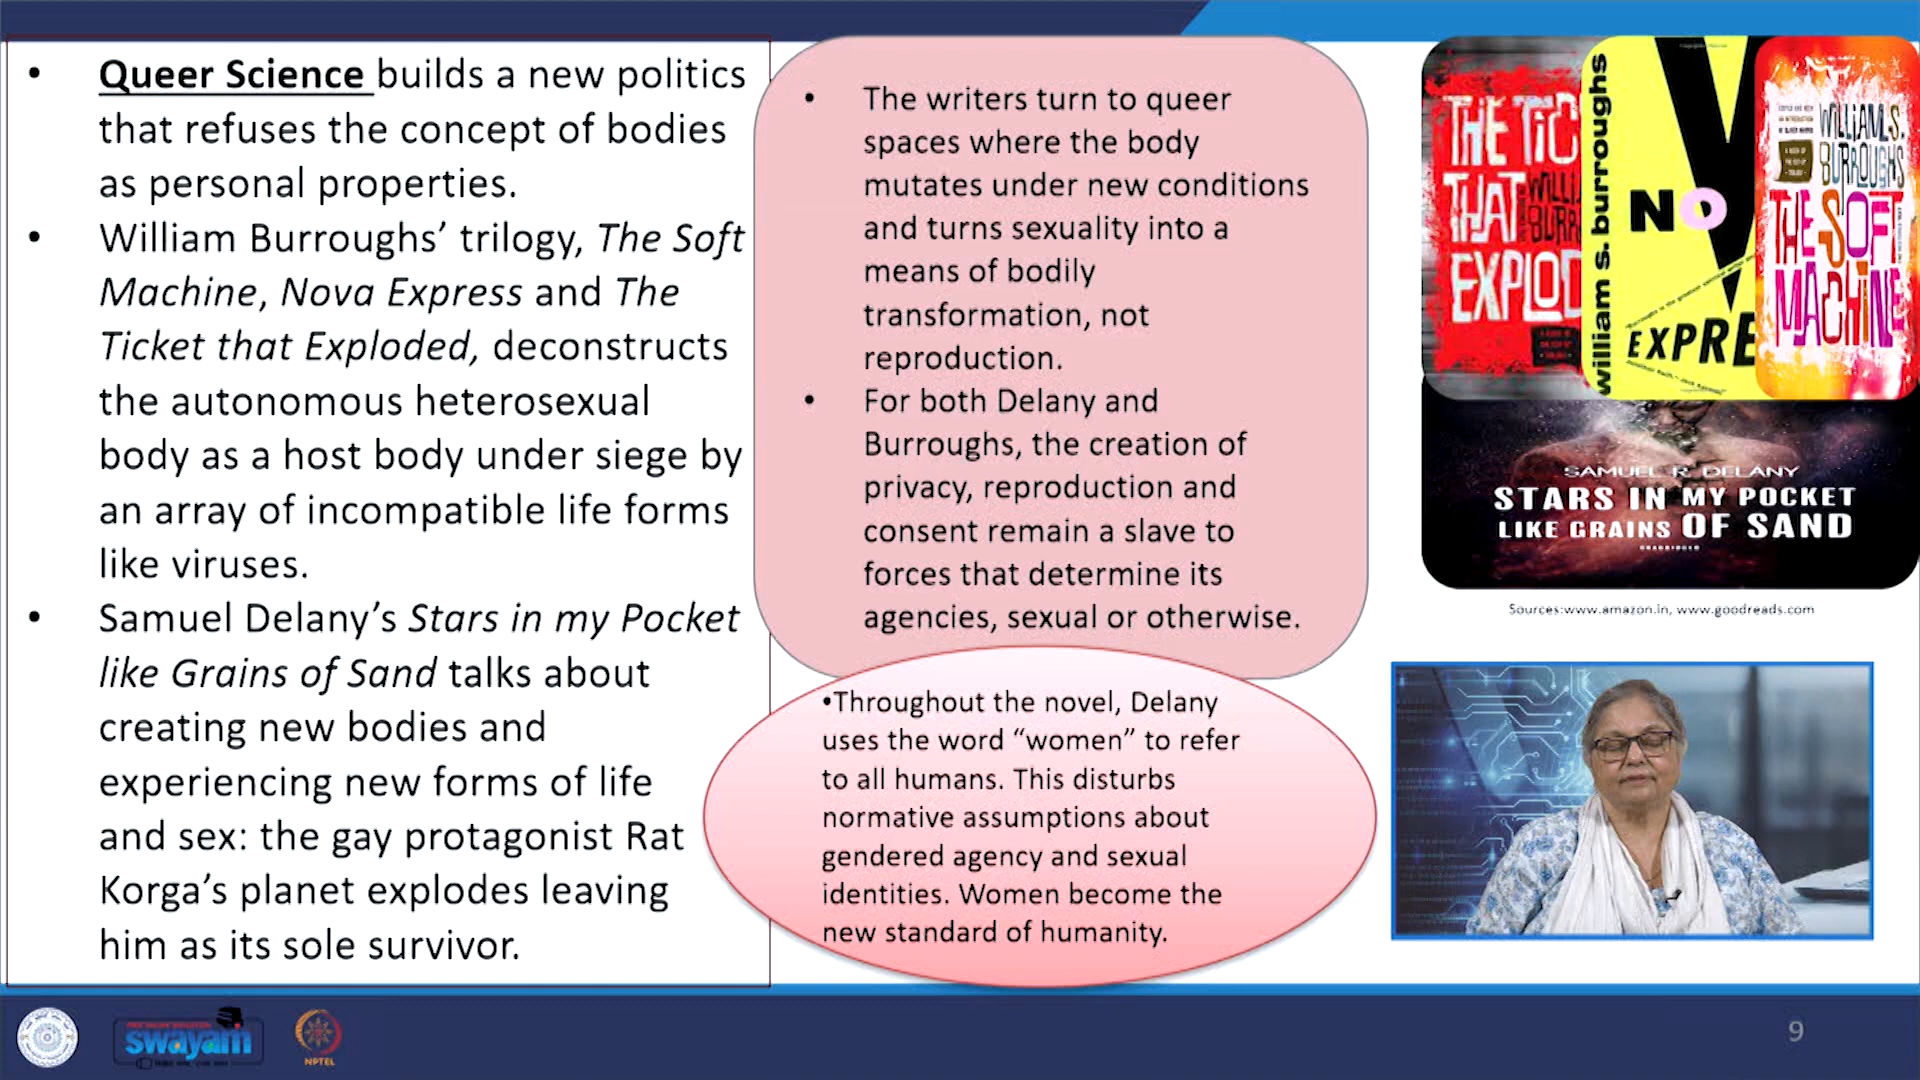 • Queer Science builds a new politics
that refuses the concept of bodies
as personal properties.
• William Burroughs’ trilogy, The Soft
Machine, Nova Express and The
Ticket that Exploded, deconstructs
the autonomous heterosexual
body as a host body under siege by
an array of incompatible life forms
like viruses.
• Samuel Delany’s Stars in my Pocket
like Grains of Sand talks about
creating new bodies and
experiencing new forms of life
and sex: the gay protagonist Rat
Korga’s planet explodes leaving
him as its sole survivor.
• The writers turn to queer
spaces where the body
mutates under new conditions
and turns sexuality into a
means of bodily
transformation, not
reproduction.
• For both Delany and
Burroughs, the creation of
privacy, reproduction and
consent remain a slave to
forces that determine its
agencies, sexual or otherwise.
•Throughout the novel, Delany
uses the word “women” to refer
to all humans. This disturbs
normative assumptions about
gendered agency and sexual
identities. Women become the
new standard of humanity.
THE TIC
THAT
EXPLOD
william s. burroughs
NOV
EXPRE
WILLIAM S.
BURROUGHS
THE SOFT
MACHINE
SAMUEL R. DELANY
STARS IN MY POCKET
LIKE GRAINS OF SAND
Sources:www.amazon.in, www.goodreads.com
swayam
NPTEL
9